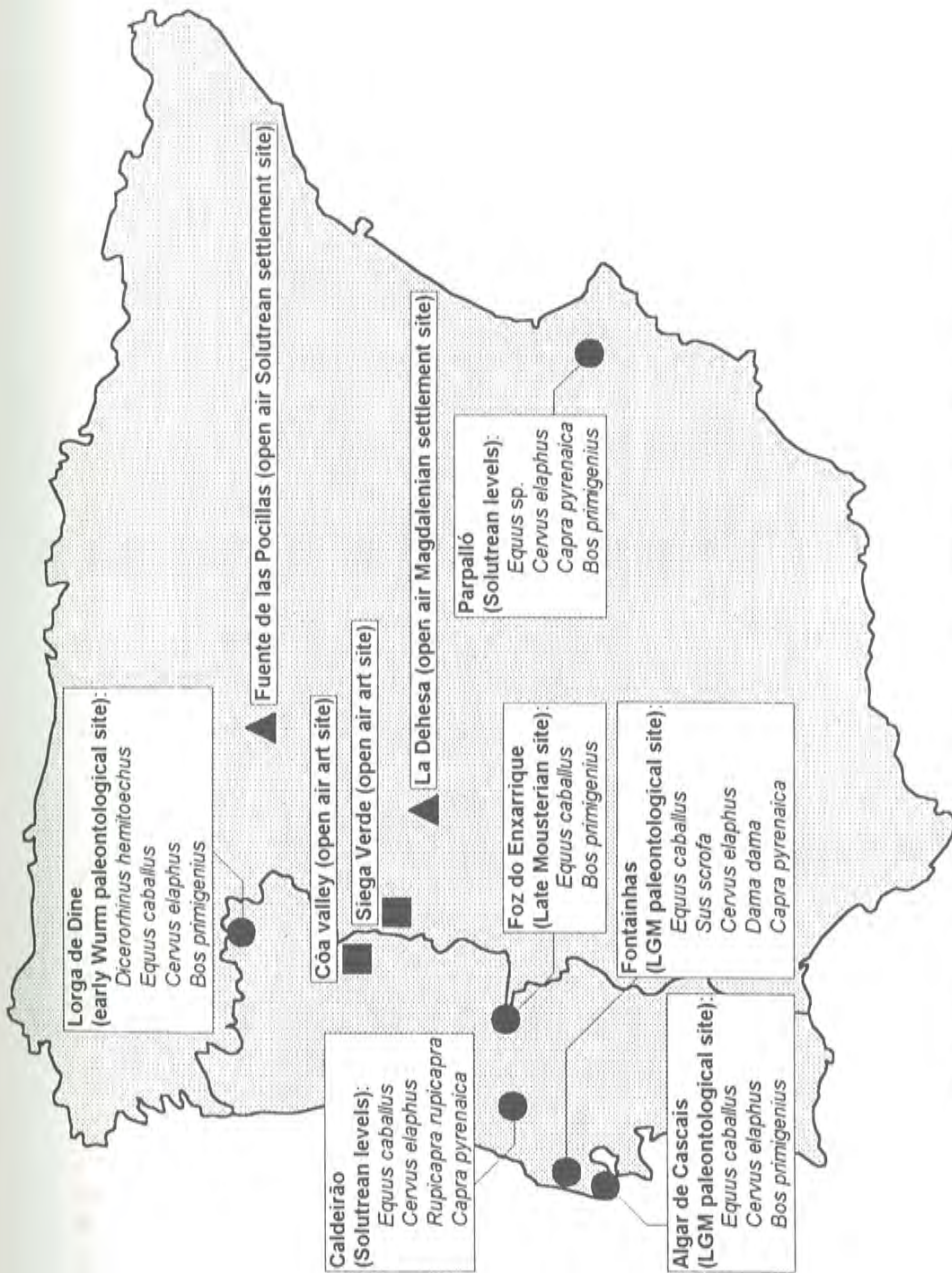 Lorga de Dine
(early Wurm paleontological site):
Dicerorhinus hemitoechus
Equus caballus
Cervus elaphus
Bos primigenius
Fuente de las Pocillas (open air Solutrean settlement site)
Côa valley (open air art site)
Siega Verde (open air art site)
La Dehesa (open air Magdalenian settlement site)
Caldeirão
(Solutrean levels):
Equus caballus
Cervus elaphus
Rupicapra rupicapra
Capra pyrenaica
Foz do Enxarrique
(Late Mousterian site):
Equus caballus
Bos primigenius
Parpalló
(Solutrean levels):
Equus sp.
Cervus elaphus
Capra pyrenaica
Bos primigenius
Fontainhas
(LGM paleontological site):
Equus caballus
Sus scrofa
Cervus elaphus
Dama dama
Capra pyrenaica
Algar de Cascais
(LGM paleontological site):
Equus caballus
Cervus elaphus
Bos primigenius